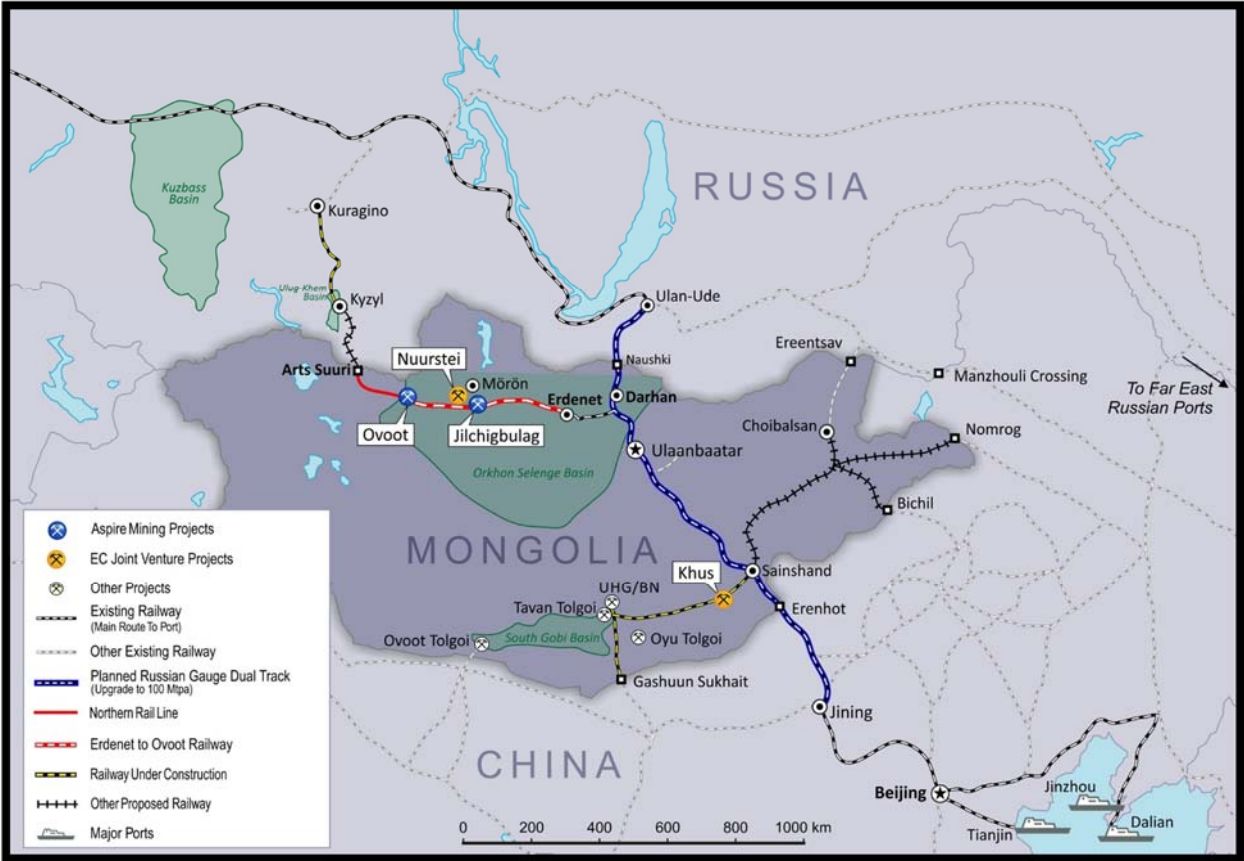 Kuzbass
Basin
Kuragino
RUSSIA
Ulug-Khem
Basin
Kyzyl
Ulan-Ude
Ereentsav
Nuurstei
Naushki
Arts Suuri
Mörön
Manzhouli Crossing
To Far East
Russian Ports
Erdenet
Darhan
Ovoot
Jilchigbulag
Choibalsan
Nomrog
Ulaanbaatar
Orkhon Selenge Basin
Bichil
MONGOLIA
Khus
Sainshand
UHG/BN
Tavan Tolgoi
Erenhot
Ovoot Tolgoi
South Gobi Basin
Oyu Tolgoi
Gashuun Sukhait
Jining
CHINA
Beijing
Jinzhou
Tianjin
Dalian
0 200 400 600 800 1000 km
Aspire Mining Projects
EC Joint Venture Projects
Other Projects
Existing Railway
(Main Route To Port)
Other Existing Railway
Planned Russian Gauge Dual Track
(Upgrade to 100 Mtpa)
Northern Rail Line
Erdenet to Ovoot Railway
Railway Under Construction
Other Proposed Railway
Major Ports